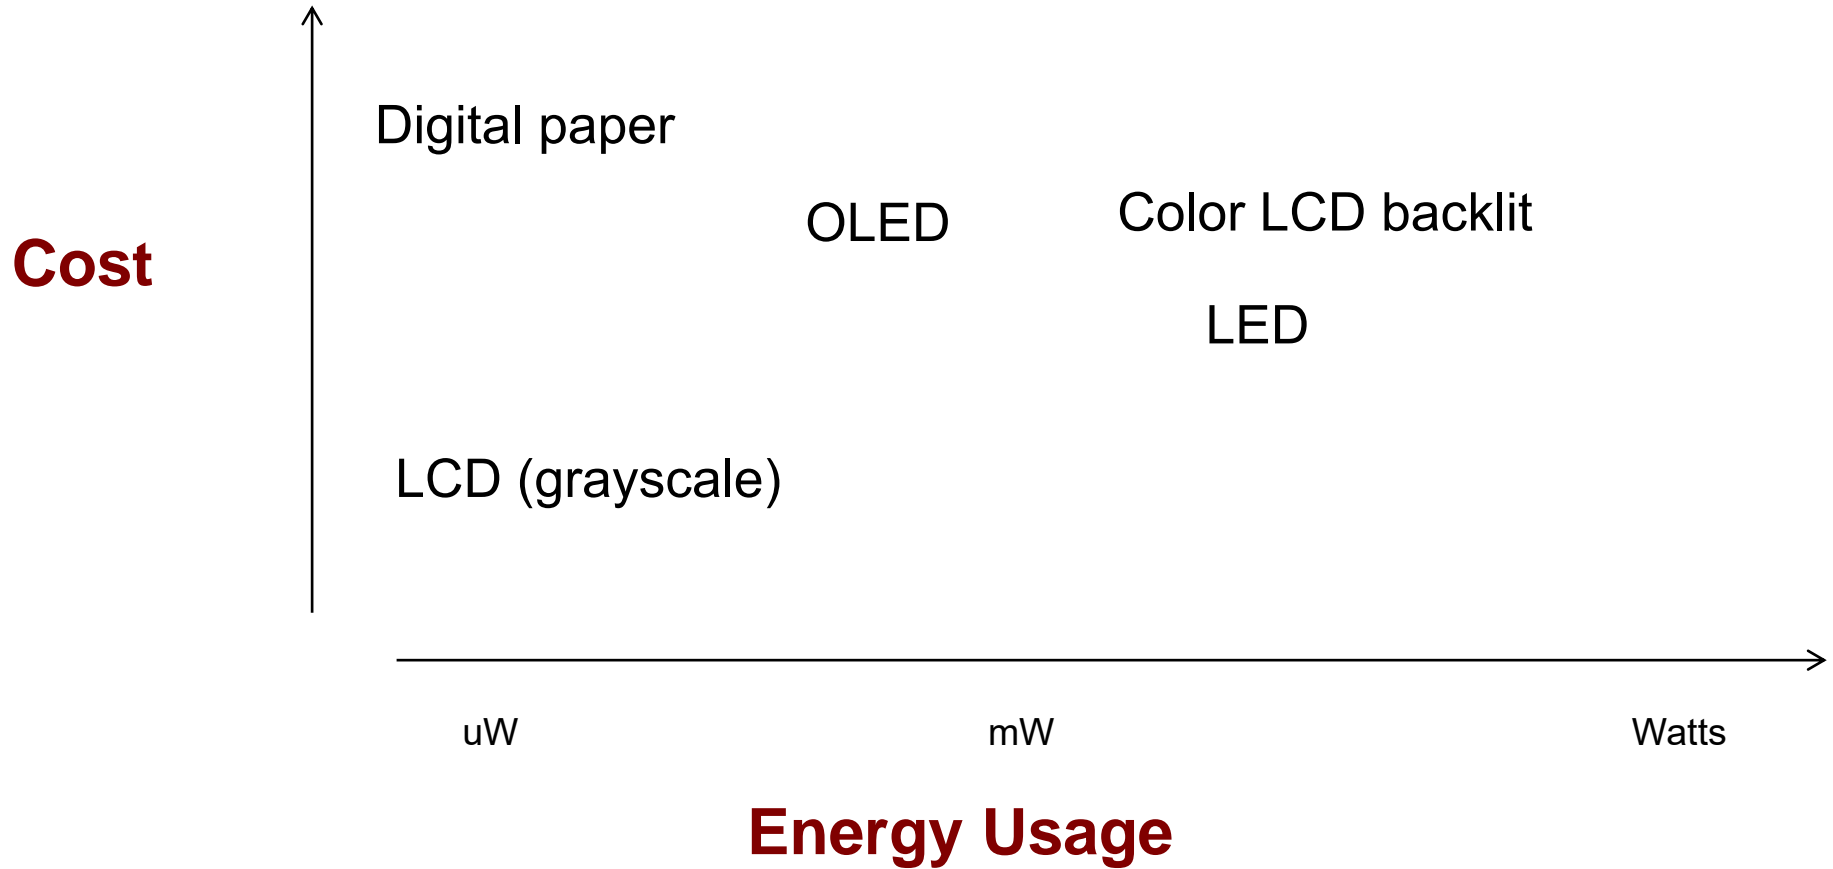 Digital paper
OLED
Color LCD backlit
Cost
LED
LCD (grayscale)
uW
mW
Watts
Energy Usage